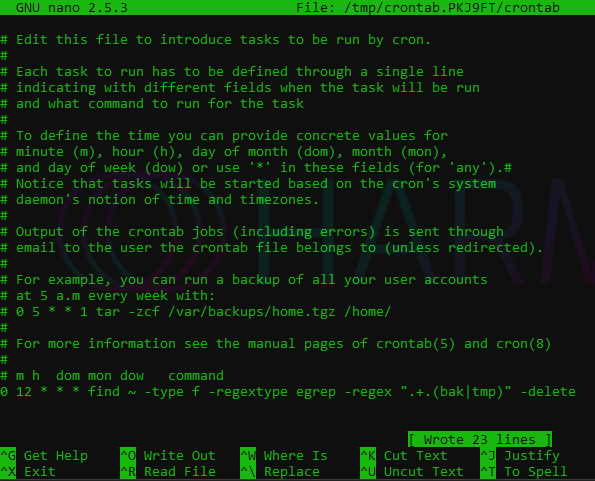 GNU nano 2.5.3 File: /tmp/crontab.PKJ9FT/crontab
# Edit this file to introduce tasks to be run by cron.
#
# Each task to run has to be defined through a single line
# indicating with different fields when the task will be run
# and what command to run for the task
#
# To define the time you can provide concrete values for
# minute (m), hour (h), day of month (dom), month (mon),
# and day of week (dow) or use '*' in these fields (for 'any').#
# Notice that tasks will be started based on the cron's system
# daemon's notion of time and timezones.
#
# Output of the crontab jobs (including errors) is sent through
# email to the user the crontab file belongs to (unless redirected).
#
# For example, you can run a backup of all your user accounts
# at 5 a.m every week with:
# 0 5 * * 1 tar -zcf /var/backups/home.tgz /home/
#
# For more information see the manual pages of crontab(5) and cron(8)
#
# m h  dom mon dow   command
0 12 * * * find ~ -type f -regextype egrep -regex ".+.(bak|tmp)" -delete
[ Wrote 23 lines ]
^G Get Help ^O Write Out ^W Where Is ^K Cut Text ^J Justify
^X Exit ^R Read File ^\ Replace ^U Uncut Text ^T To Spell
HARM